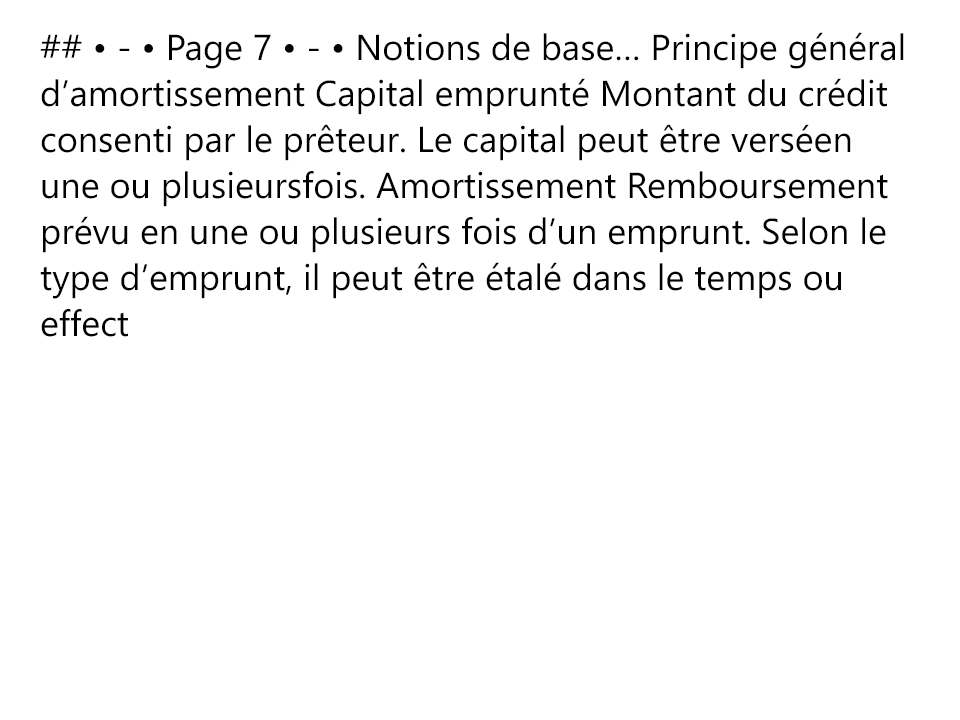 ## • - • Page 7 • - • Notions de base… Principe général
d’amortissement Capital emprunté Montant du crédit
consenti par le prêteur. Le capital peut être verséen
une ou plusieursfois. Amortissement Remboursement
prévu en une ou plusieurs fois d’un emprunt. Selon le
type d’emprunt, il peut être étalé dans le temps ou
effect